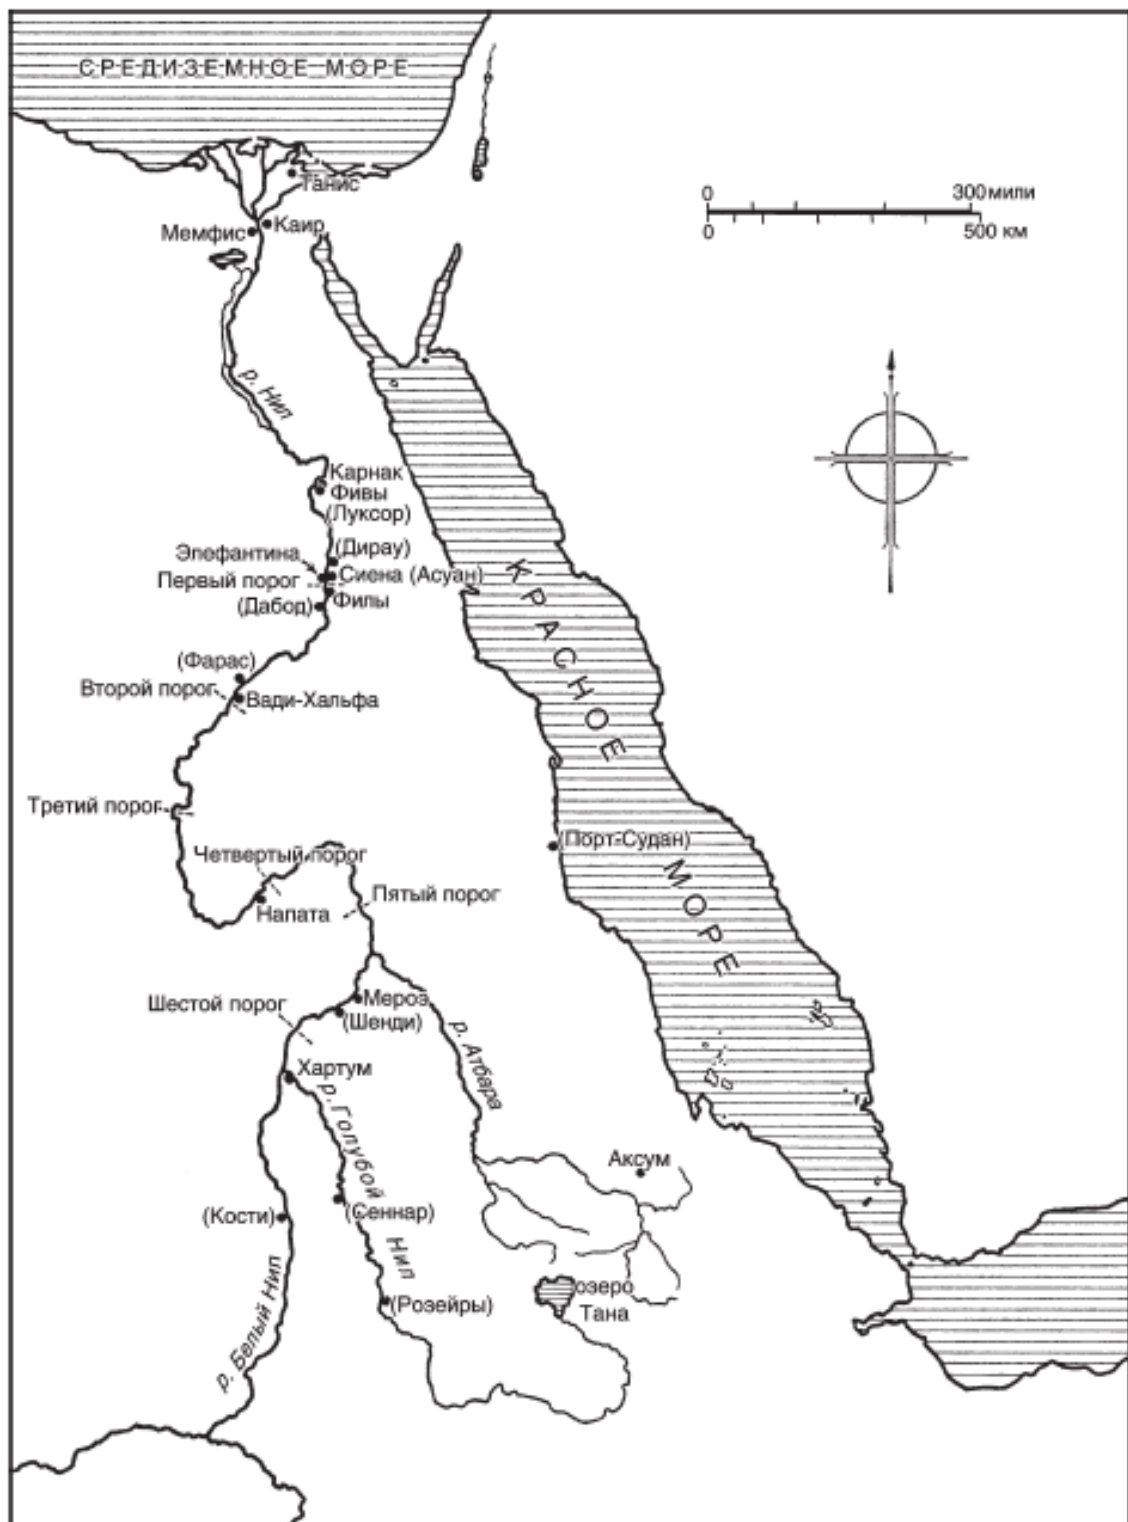 СРЕДИЗЕМНОЕ МОРЕ
Танис
0 300 мили
0 500 км
Каир
Мемфис
р. Нил
Карнак
Фивы
(Луксор)
(Дирау)
Элефантина
Сиена (Асуан)
Первый порог
Филы
(Дабод)
КРАСНОЕ МОРЕ
(Фарас)
Второй порог
Вади-Хальфа
Третий порог
(Порт-Судан)
Четвертый порог
Пятый порог
Напата
Мероэ
Шестой порог
(Шенди)
р. Атбара
Хартум
р. Голубой Нил
Аксум
(Сеннар)
(Кости)
р. Белый Нил
озеро
Тана
(Розейры)